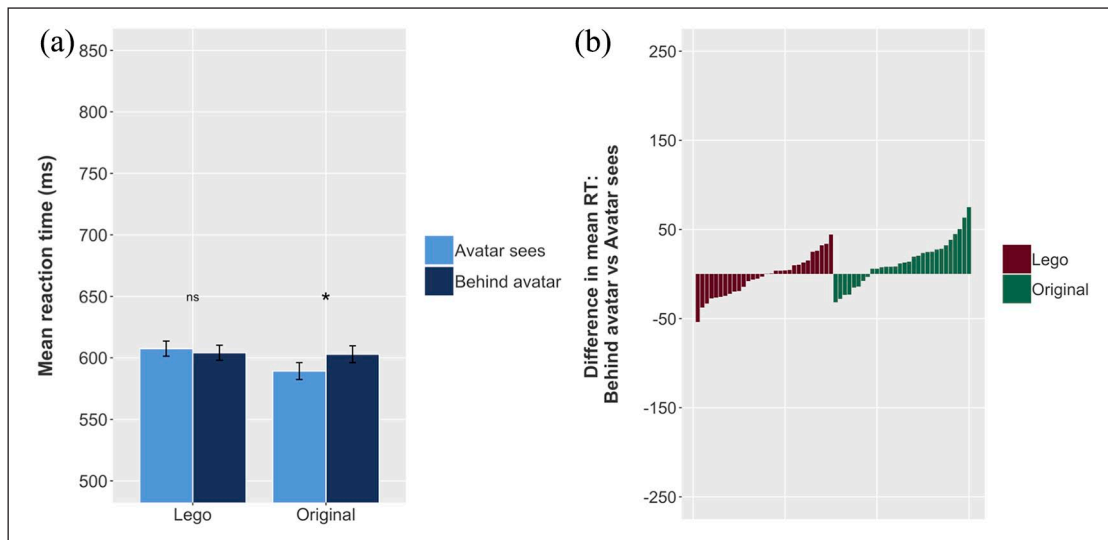 (a)
850
800
750
700
650
600
550
500
Mean reaction time (ms)
ns
*
Lego
Original
Avatar sees
Behind avatar
(b)
250
150
50
-50
-150
-250
Difference in mean RT:
Behind avatar vs Avatar sees
Lego
Original